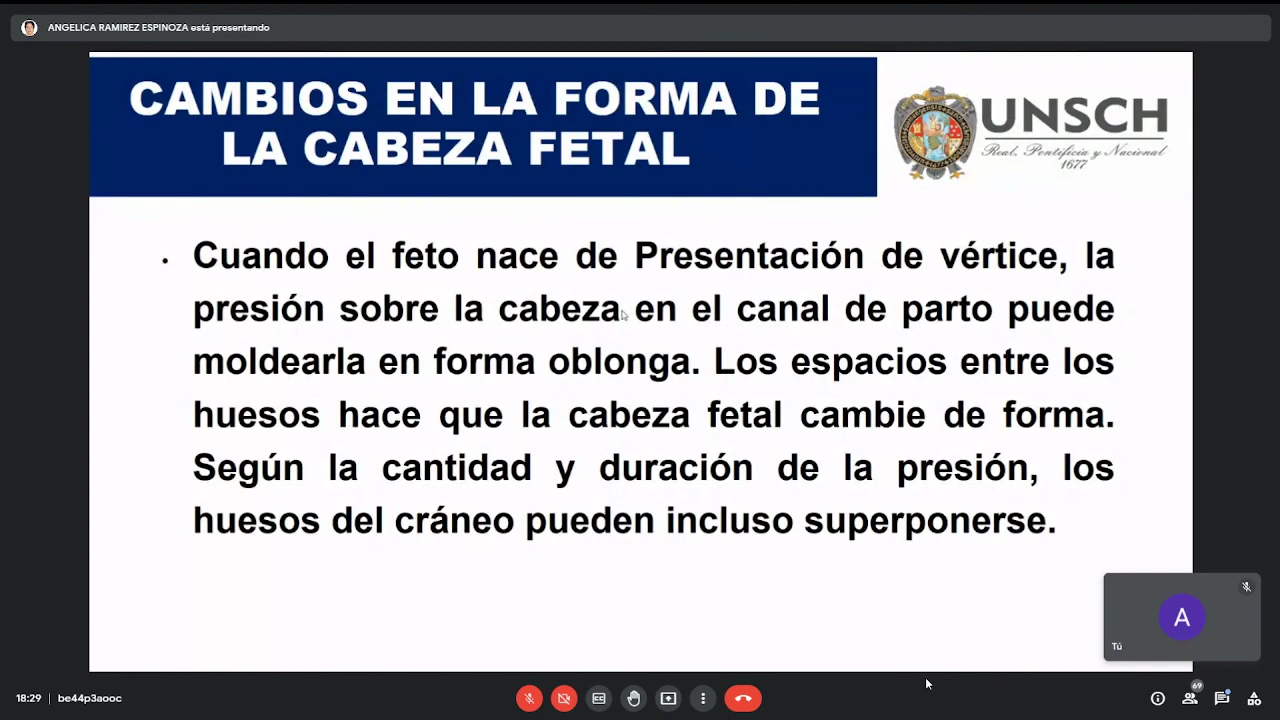 ANGELICA RAMIREZ ESPINOZA está presentando
CAMBIOS EN LA FORMA DE
LA CABEZA FETAL
UNSCH
Real, Pontificia y Nacional
1677
• Cuando el feto nace de Presentación de vértice, la
presión sobre la cabeza en el canal de parto puede
moldearla en forma oblonga. Los espacios entre los
huesos hace que la cabeza fetal cambie de forma.
Según la cantidad y duración de la presión, los
huesos del cráneo pueden incluso superponerse.
A
Tú
18:29 | be44p3aooc
69